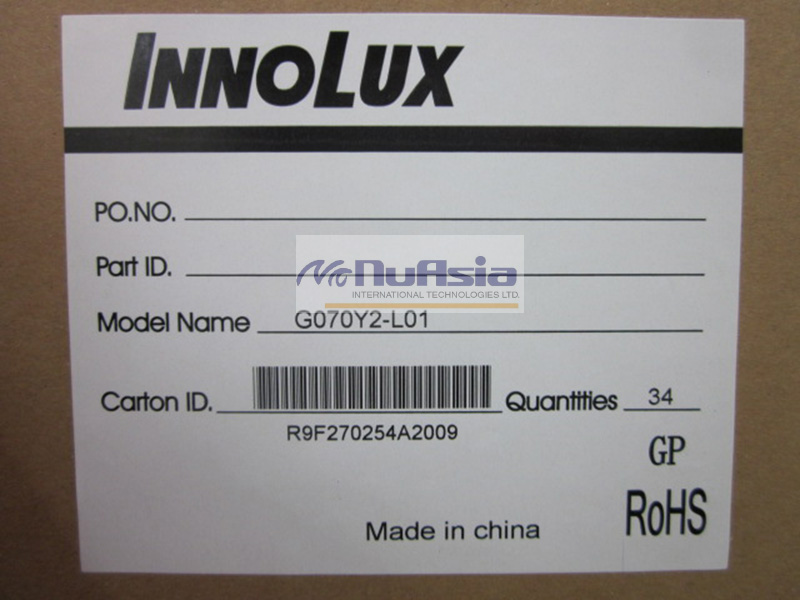 INNOLUX
PO.NO.
NuAsia
INTERNATIONAL TECHNOLOGIES LTD.
Part ID.
Model Name G070Y2-L01
Carton ID. Quantities 34
R9F270254A2009
GP
RoHS
Made in china